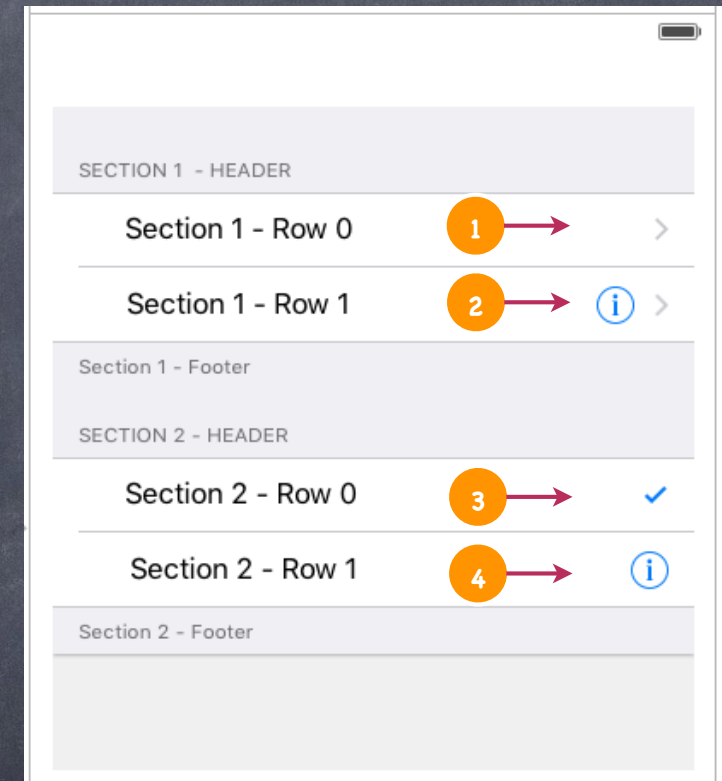 SECTION 1 - HEADER
Section 1 - Row 0
1
Section 1 - Row 1
2
i
Section 1 - Footer
SECTION 2 - HEADER
Section 2 - Row 0
3
Section 2 - Row 1
4
i
Section 2 - Footer